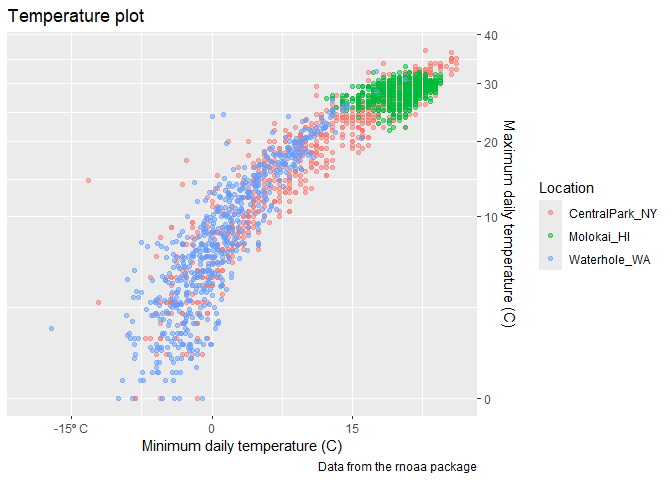 Temperature plot
40
30
20
10
0
Maximum daily temperature (C)
-15º C
0
15
Minimum daily temperature (C)
Data from the rnoaa package
Location
CentralPark_NY
Molokai_HI
Waterhole_WA